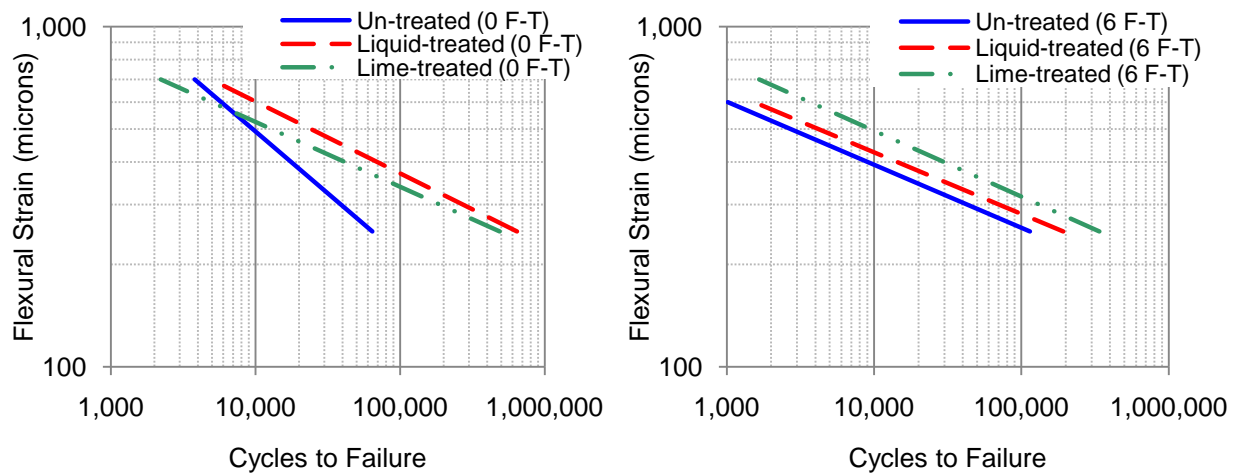 1,000
Un-treated (0 F-T)
Liquid-treated (0 F-T)
Lime-treated (0 F-T)
Flexural Strain (microns)
100
1,000
10,000
100,000
1,000,000
Cycles to Failure
1,000
Un-treated (6 F-T)
Liquid-treated (6 F-T)
Lime-treated (6 F-T)
Flexural Strain (microns)
100
1,000
10,000
100,000
1,000,000
Cycles to Failure